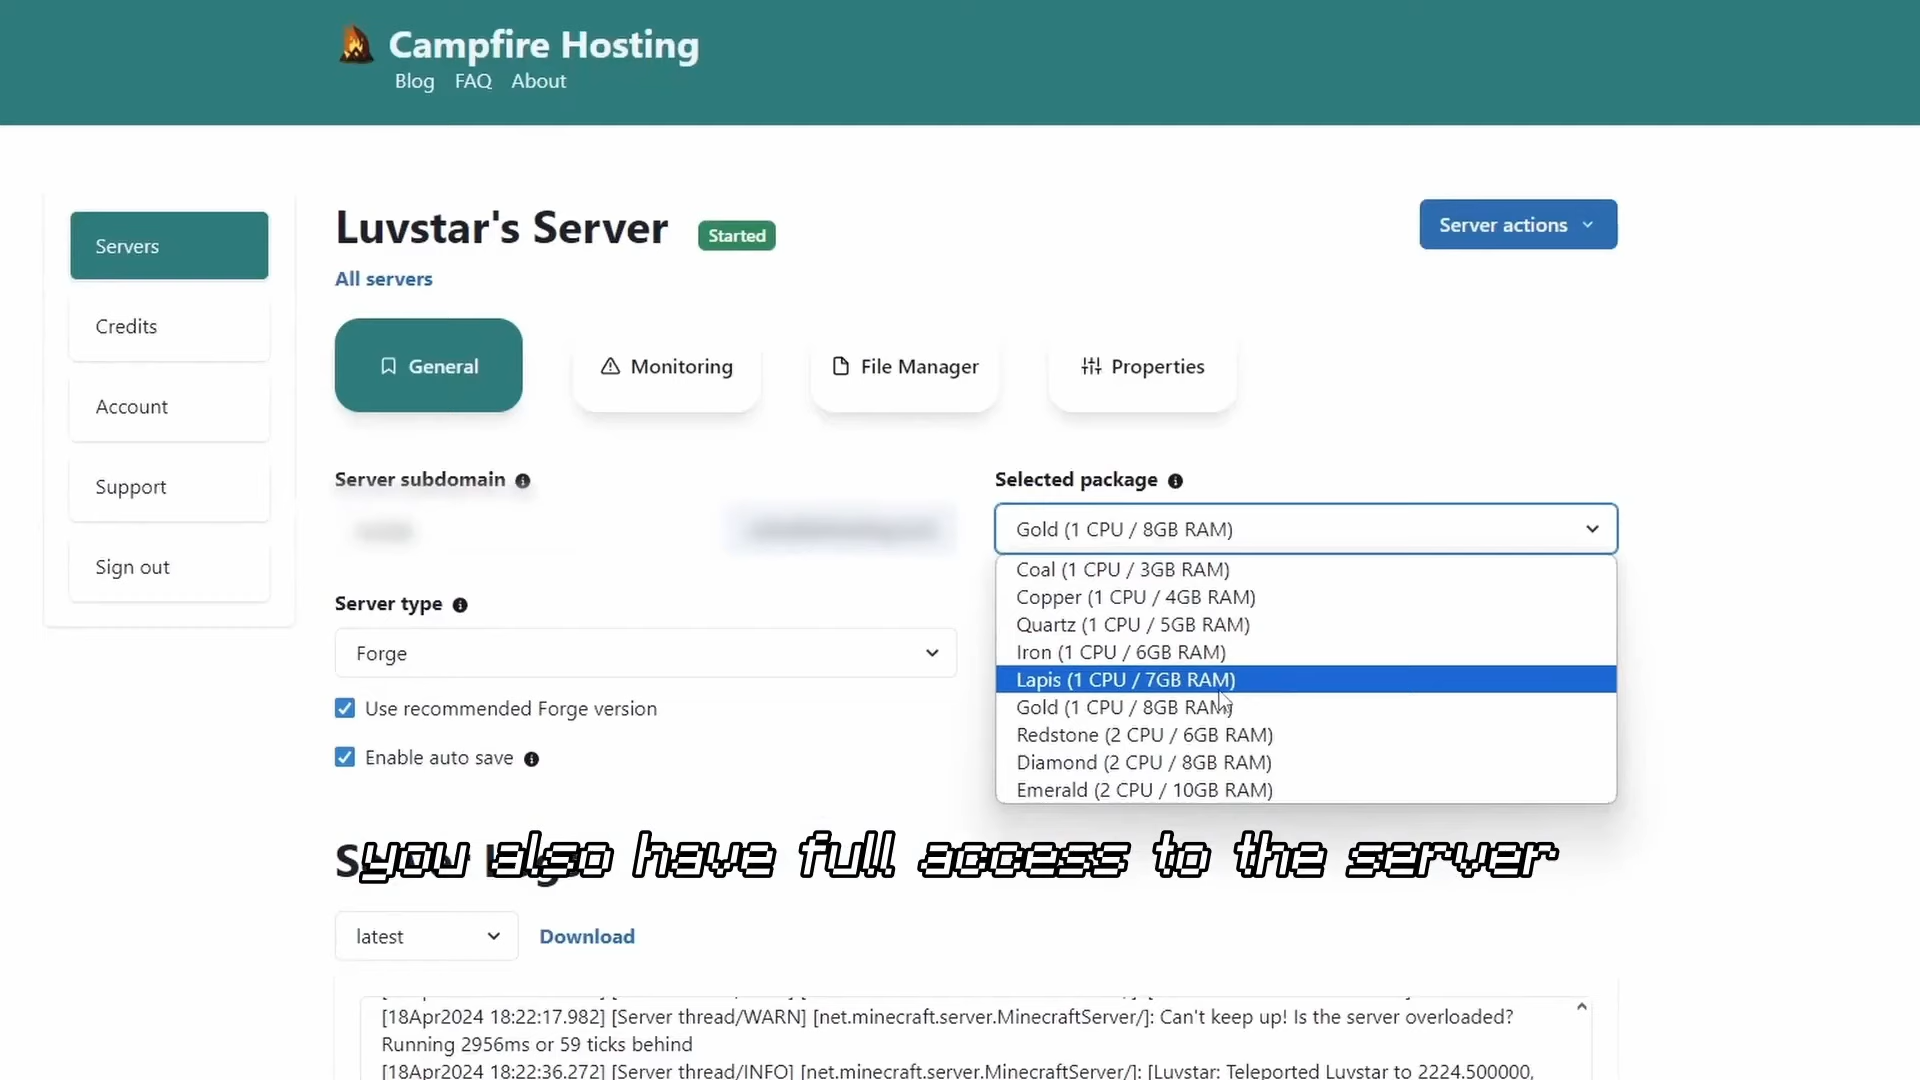 Campfire Hosting
Blog FAQ About
Servers
Credits
Account
Support
Sign out
Luvstar's Server Started
Server actions
All servers
General Monitoring File Manager Properties
Server subdomain
Selected package
Gold (1 CPU / 8GB RAM)
Coal (1 CPU / 3GB RAM)
Copper (1 CPU / 4GB RAM)
Quartz (1 CPU / 5GB RAM)
Iron (1 CPU / 6GB RAM)
Lapis (1 CPU / 7GB RAM)
Gold (1 CPU / 8GB RAM)
Redstone (2 CPU / 6GB RAM)
Diamond (2 CPU / 8GB RAM)
Emerald (2 CPU / 10GB RAM)
Server type
Forge
Use recommended Forge version
Enable auto save
you also have full access to the server
latest Download
[18Apr2024 18:22:17.982] [Server thread/WARN] [net.minecraft.server.MinecraftServer/]: Can't keep up! Is the server overloaded?
Running 2956ms or 59 ticks behind
[18Apr2024 18:22:36.272] [Server thread/INFO] [net.minecraft.server.MinecraftServer/]: [Luvstar: Teleported Luvstar to 2224.500000,